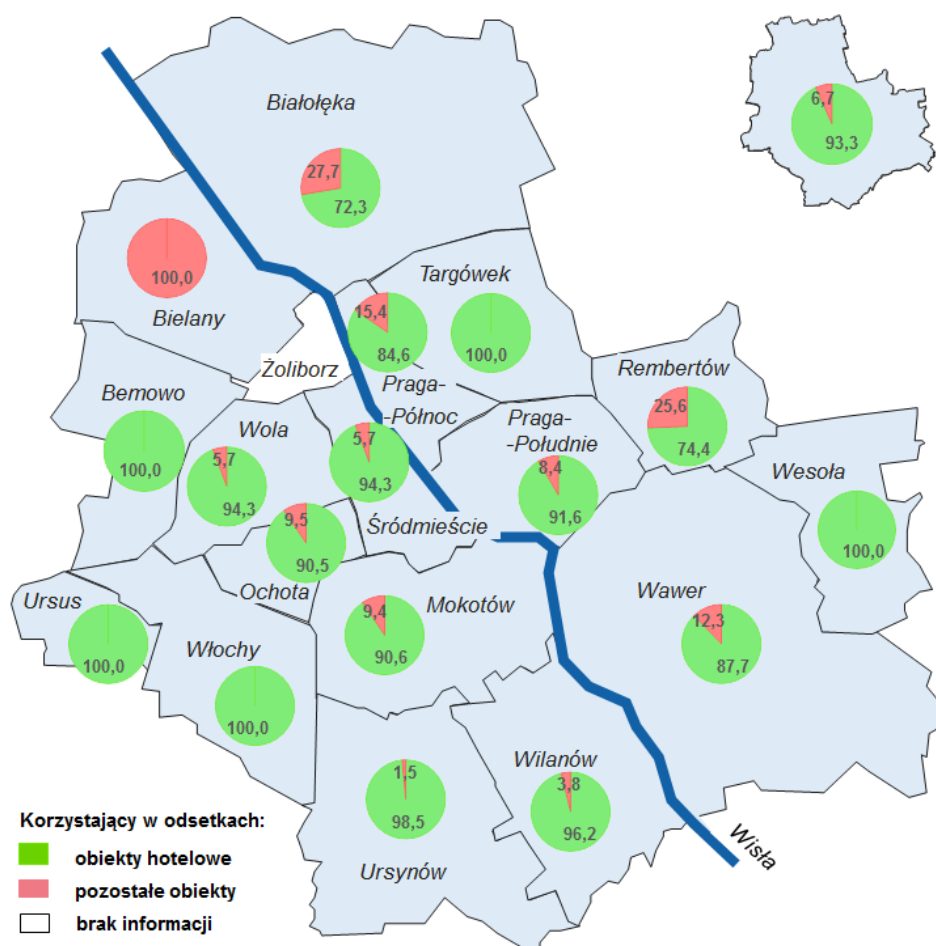 Białołęka
27,7
72,3
6,7
93,3
100,0
Bielany
Targówek
100,0
15,4
84,6
Praga-
-Północ
Żoliborz
Rembertów
25,6
74,4
Bemowo
100,0
Wola
5,7
94,3
5,7
94,3
Śródmieście
Praga-
-Południe
8,4
91,6
Wesoła
100,0
9,5
90,5
Ochota
Ursus
100,0
Włochy
100,0
Mokotów
9,4
90,6
Wawer
12,3
87,7
Wilanów
3,8
96,2
1,5
98,5
Ursynów
Wisła
Korzystający w odsetkach:
obiekty hotelowe
pozostałe obiekty
brak informacji